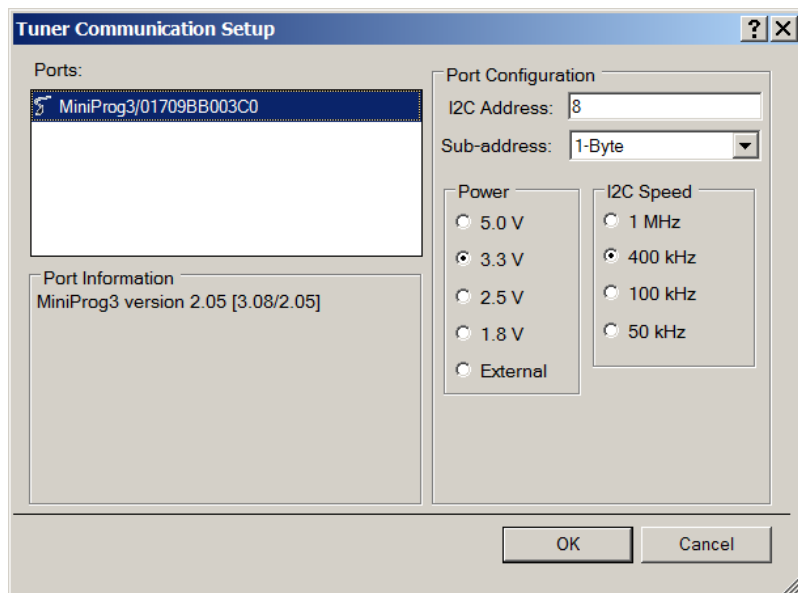 Tuner Communication Setup
Ports:
MiniProg3/01709BB003C0
Port Information
MiniProg3 version 2.05 [3.08/2.05]
Port Configuration
I2C Address: 8
Sub-address: 1-Byte
Power
5.0 V
3.3 V
2.5 V
1.8 V
External
I2C Speed
1 MHz
400 kHz
100 kHz
50 kHz
OK
Cancel